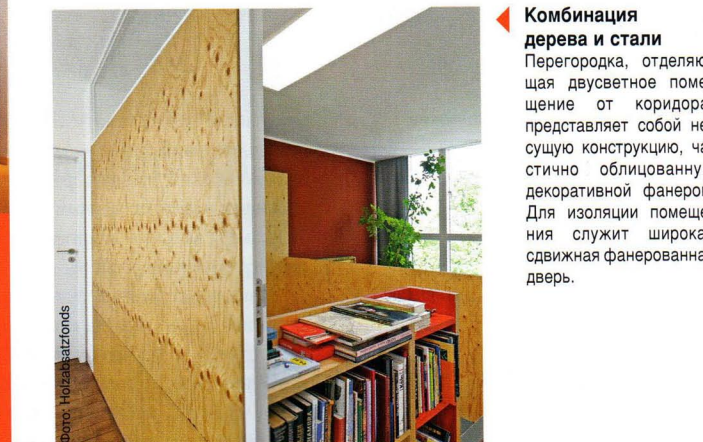 Комбинация
дерева и стали
Перегородка, отделяю-
щая двусветное поме-
щение от коридора
представляет собой не-
сущую конструкцию, ча-
стично облицованну
декоративной фанеро
Для изоляции помеще-
ния служит широка
сдвижная фанерованна
дверь.
Фото: Holzabsatzfonds